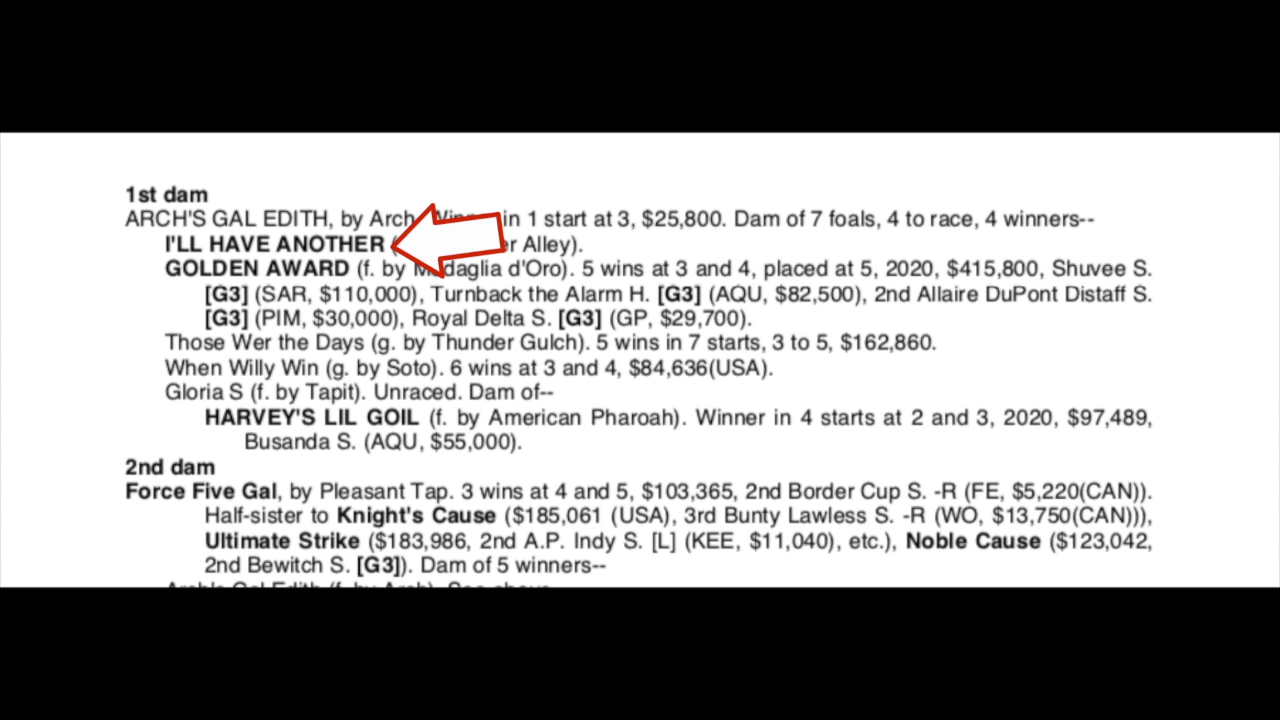 1st dam
ARCH'S GAL EDITH, by Arch. in 1 start at 3, $25,800. Dam of 7 foals, 4 to race, 4 winners--
I'LL HAVE ANOTHER ( Alley).
GOLDEN AWARD (f. by d'Oro). 5 wins at 3 and 4, placed at 5, 2020, $415,800, Shuvee S.
[G3] (SAR, $110,000), Turnback the Alarm H. [G3] (AQU, $82,500), 2nd Allaire DuPont Distaff S.
[G3] (PIM, $30,000), Royal Delta S. [G3] (GP, $29,700).
Those Wer the Days (g. by Thunder Gulch). 5 wins in 7 starts, 3 to 5, $162,860.
When Willy Win (g. by Soto). 6 wins at 3 and 4, $84,636(USA).
Gloria S (f. by Tapit). Unraced. Dam of--
HARVEY'S LIL GOIL (f. by American Pharoah). Winner in 4 starts at 2 and 3, 2020, $97,489,
Busanda S. (AQU, $55,000).
2nd dam
Force Five Gal, by Pleasant Tap. 3 wins at 4 and 5, $103,365, 2nd Border Cup S. -R (FE, $5,220(CAN)).
Half-sister to Knight's Cause ($185,061 (USA), 3rd Bunty Lawless S. -R (WO, $13,750(CAN))),
Ultimate Strike ($183,986, 2nd A.P. Indy S. [L] (KEE, $11,040), etc.), Noble Cause ($123,042,
2nd Bewitch S. [G3]). Dam of 5 winners--